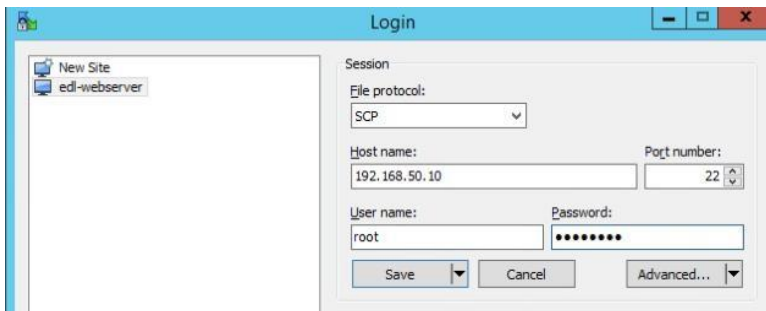 Login
New Site
edl-webserver
Session
File protocol:
SCP
Host name:
Port number:
192.168.50.10
22
User name:
Password:
root
••••••••
Save
Cancel
Advanced...